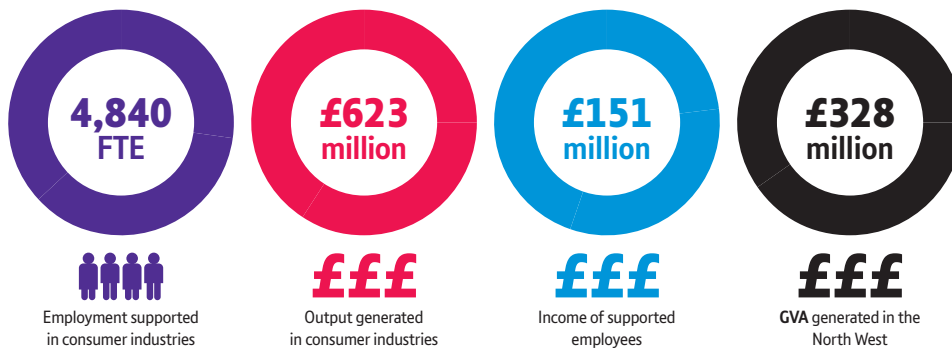 4,840
FTE
£££
Employment supported
in consumer industries
£623
million
£££
Output generated
in consumer industries
£151
million
£££
Income of supported
employees
£328
million
£££
GVA generated in the
North West